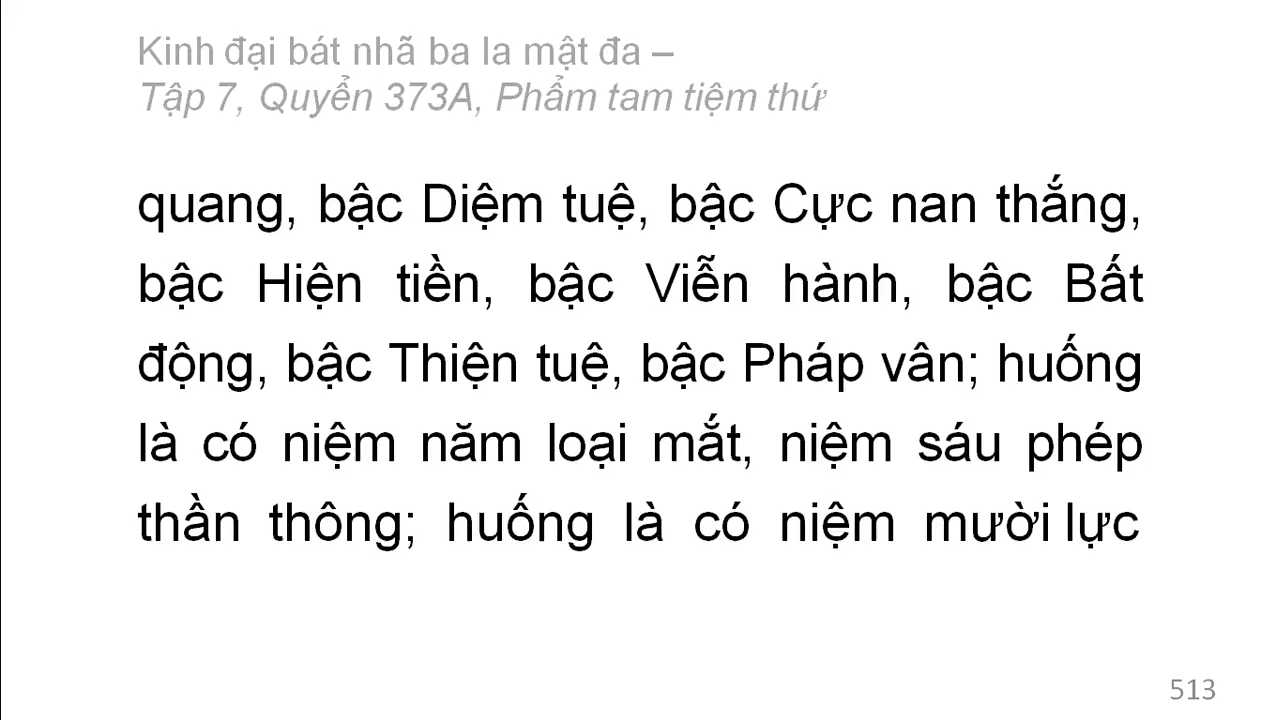 Kinh đại bát nhã ba la mật đa –
Tập 7, Quyển 373A, Phẩm tam tiệm thứ
quang, bậc Diệm tuệ, bậc Cực nan thắng,
bậc Hiện tiền, bậc Viễn hành, bậc Bất
động, bậc Thiện tuệ, bậc Pháp vân; huống
là có niệm năm loại mắt, niệm sáu phép
thần thông; huống là có niệm mười lực
513